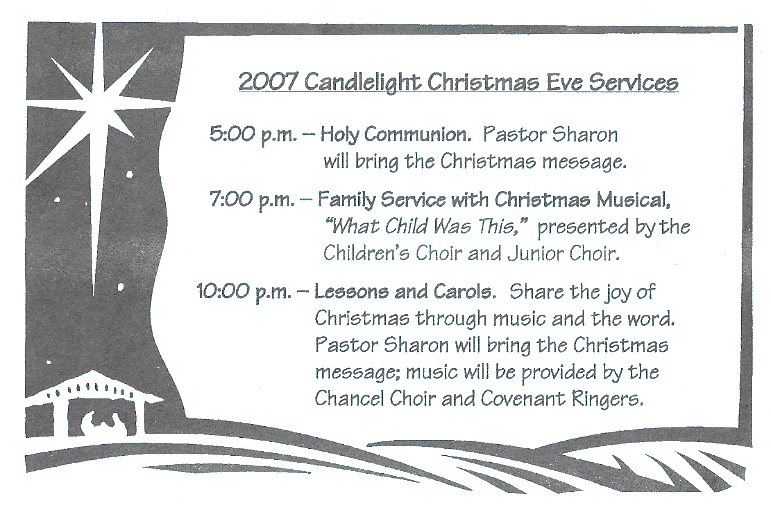 2007 Candlelight Christmas Eve Services
5:00 p.m. – Holy Communion. Pastor Sharon
will bring the Christmas message.
7:00 p.m. – Family Service with Christmas Musical,
"What Child Was This," presented by the
Children's Choir and Junior Choir.
10:00 p.m. – Lessons and Carols. Share the joy of
Christmas through music and the word.
Pastor Sharon will bring the Christmas
message; music will be provided by the
Chancel Choir and Covenant Ringers.